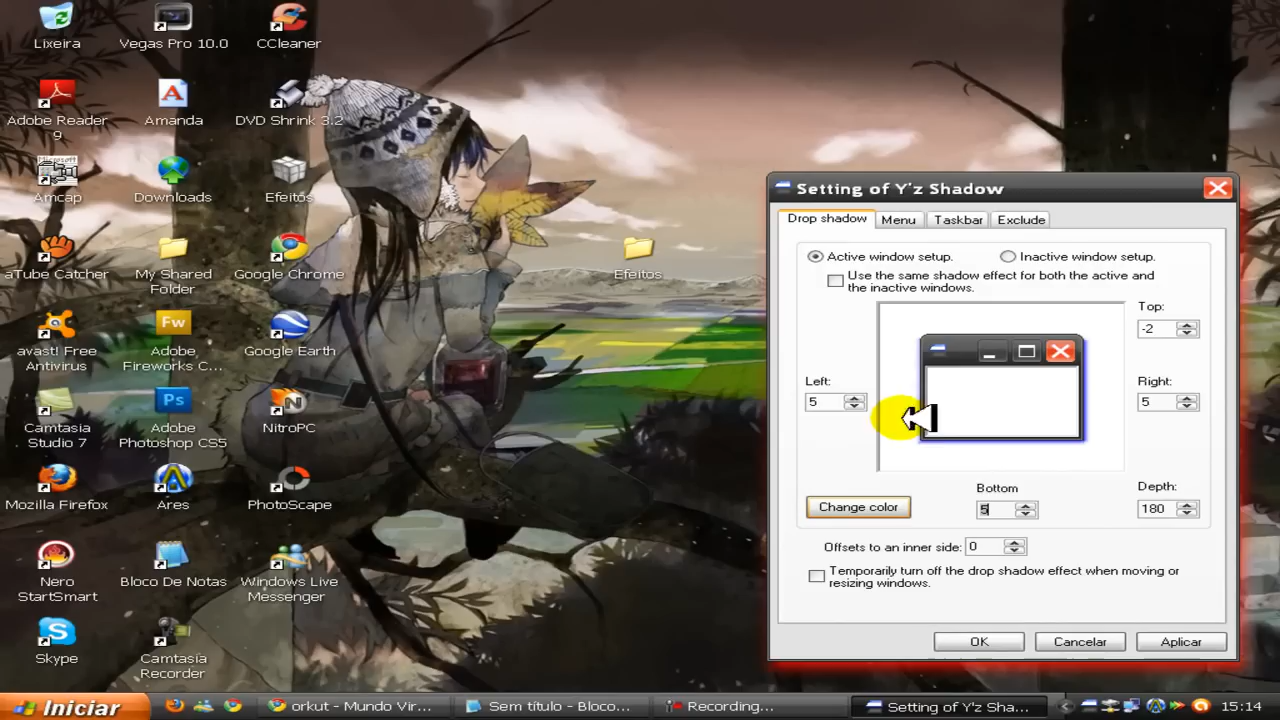 Lixeira
Vegas Pro 10.0
CCleaner
Adobe Reader
9
Amanda
DVD Shrink 3.2
Microsoft
Amcap
Downloads
Efeitos
aTube Catcher
My Shared
Folder
Google Chrome
Efeitos
avast! Free
Antivirus
Fw
Adobe
Fireworks C...
Google Earth
Camtasia
Studio 7
Ps
Adobe
Photoshop CS5
NitroPC
Mozilla Firefox
Ares
PhotoScape
Nero
StartSmart
Bloco De Notas
Windows Live
Messenger
Skype
Camtasia
Recorder
Setting of Y'z Shadow
Drop shadow
Menu
Taskbar
Exclude
Active window setup.
Inactive window setup.
Use the same shadow effect for both the active and
the inactive windows.
Top:
-2
Left:
5
Right:
5
Change color
Bottom
5
Depth:
180
Offsets to an inner side:
0
Temporarily turn off the drop shadow effect when moving or
resizing windows.
OK
Cancelar
Aplicar
Iniciar
orkut - Mundo Vir...
Sem título - Bloco...
Recording...
Setting of Y'z Sha...
15:14